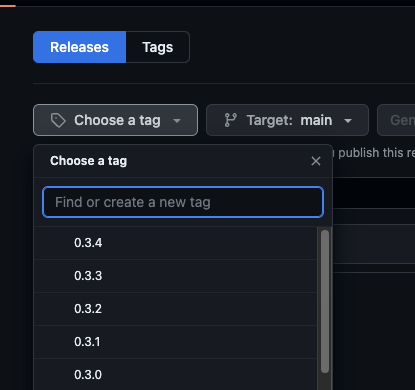 Releases Tags
Choose a tag Target: main Gen
Choose a tag
publish this re
Find or create a new tag
0.3.4
0.3.3
0.3.2
0.3.1
0.3.0